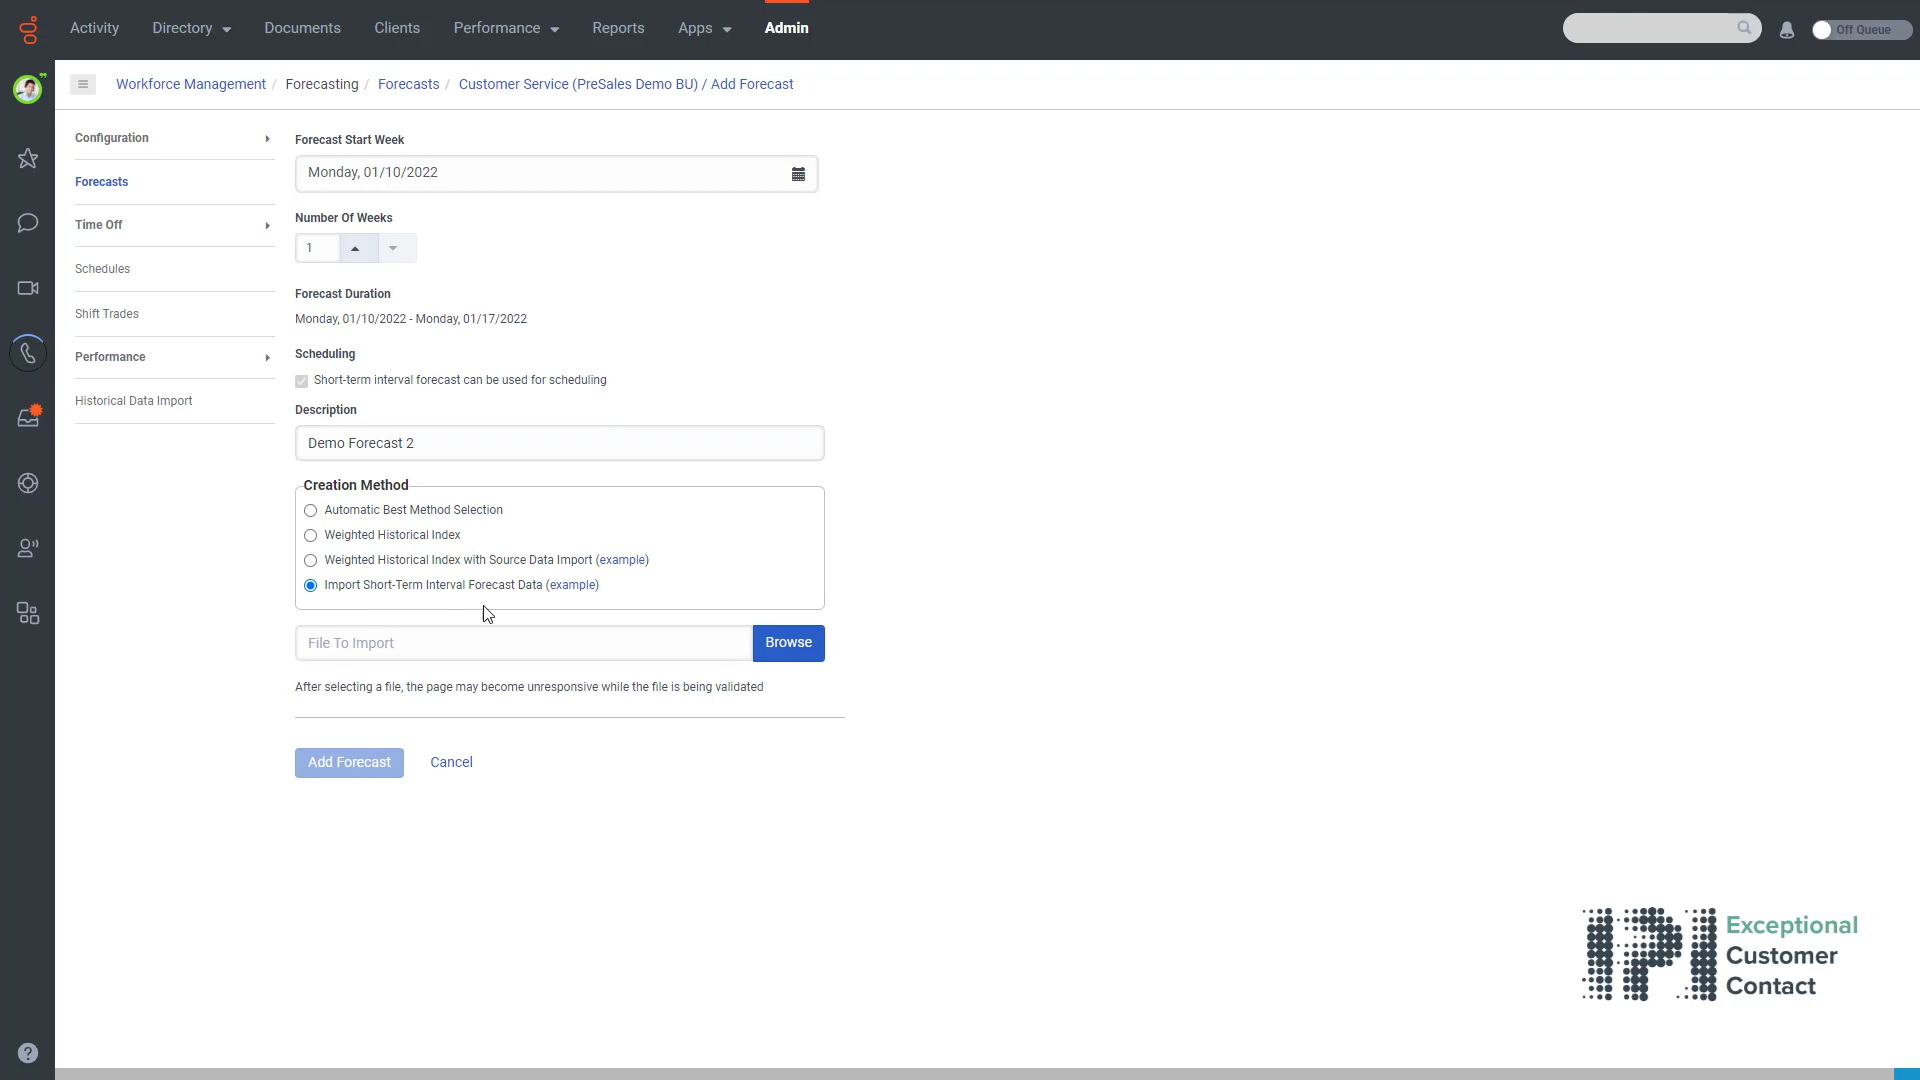 Activity Directory Documents Clients Performance Reports Apps Admin Off Queue
Workforce Management / Forecasting / Forecasts / Customer Service (PreSales Demo BU) / Add Forecast
Configuration
Forecasts
Time Off
Schedules
Shift Trades
Performance
Historical Data Import
Forecast Start Week
Monday, 01/10/2022
Number Of Weeks
1
Forecast Duration
Monday, 01/10/2022 - Monday, 01/17/2022
Scheduling
Short-term interval forecast can be used for scheduling
Description
Demo Forecast 2
Creation Method
Automatic Best Method Selection
Weighted Historical Index
Weighted Historical Index with Source Data Import (example)
Import Short-Term Interval Forecast Data (example)
File To Import Browse
After selecting a file, the page may become unresponsive while the file is being validated
Add Forecast Cancel
IPI
Exceptional
Customer
Contact